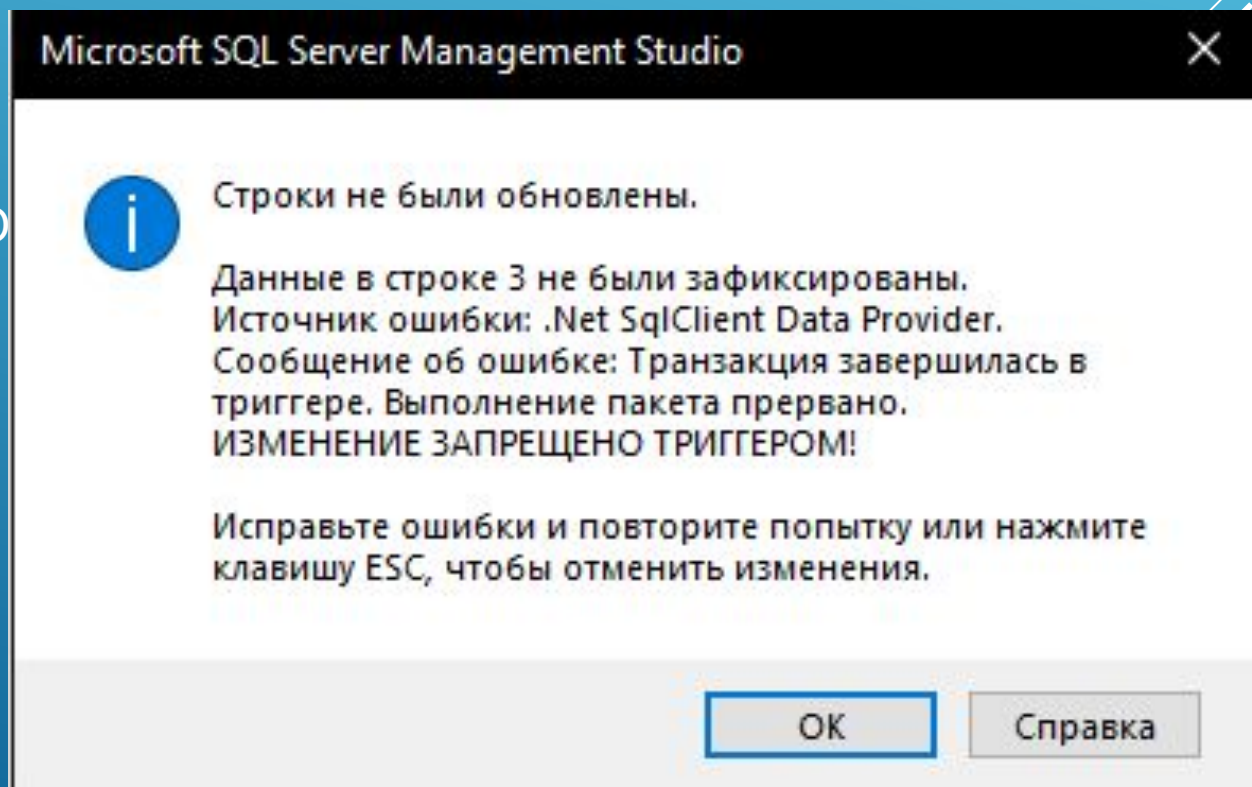 Microsoft SQL Server Management Studio
Строки не были обновлены.
Данные в строке 3 не были зафиксированы.
Источник ошибки: .Net SqlClient Data Provider.
Сообщение об ошибке: Транзакция завершилась в
триггере. Выполнение пакета прервано.
ИЗМЕНЕНИЕ ЗАПРЕЩЕНО ТРИГГЕРОМ!
Исправьте ошибки и повторите попытку или нажмите
клавишу ESC, чтобы отменить изменения.
ОК
Справка